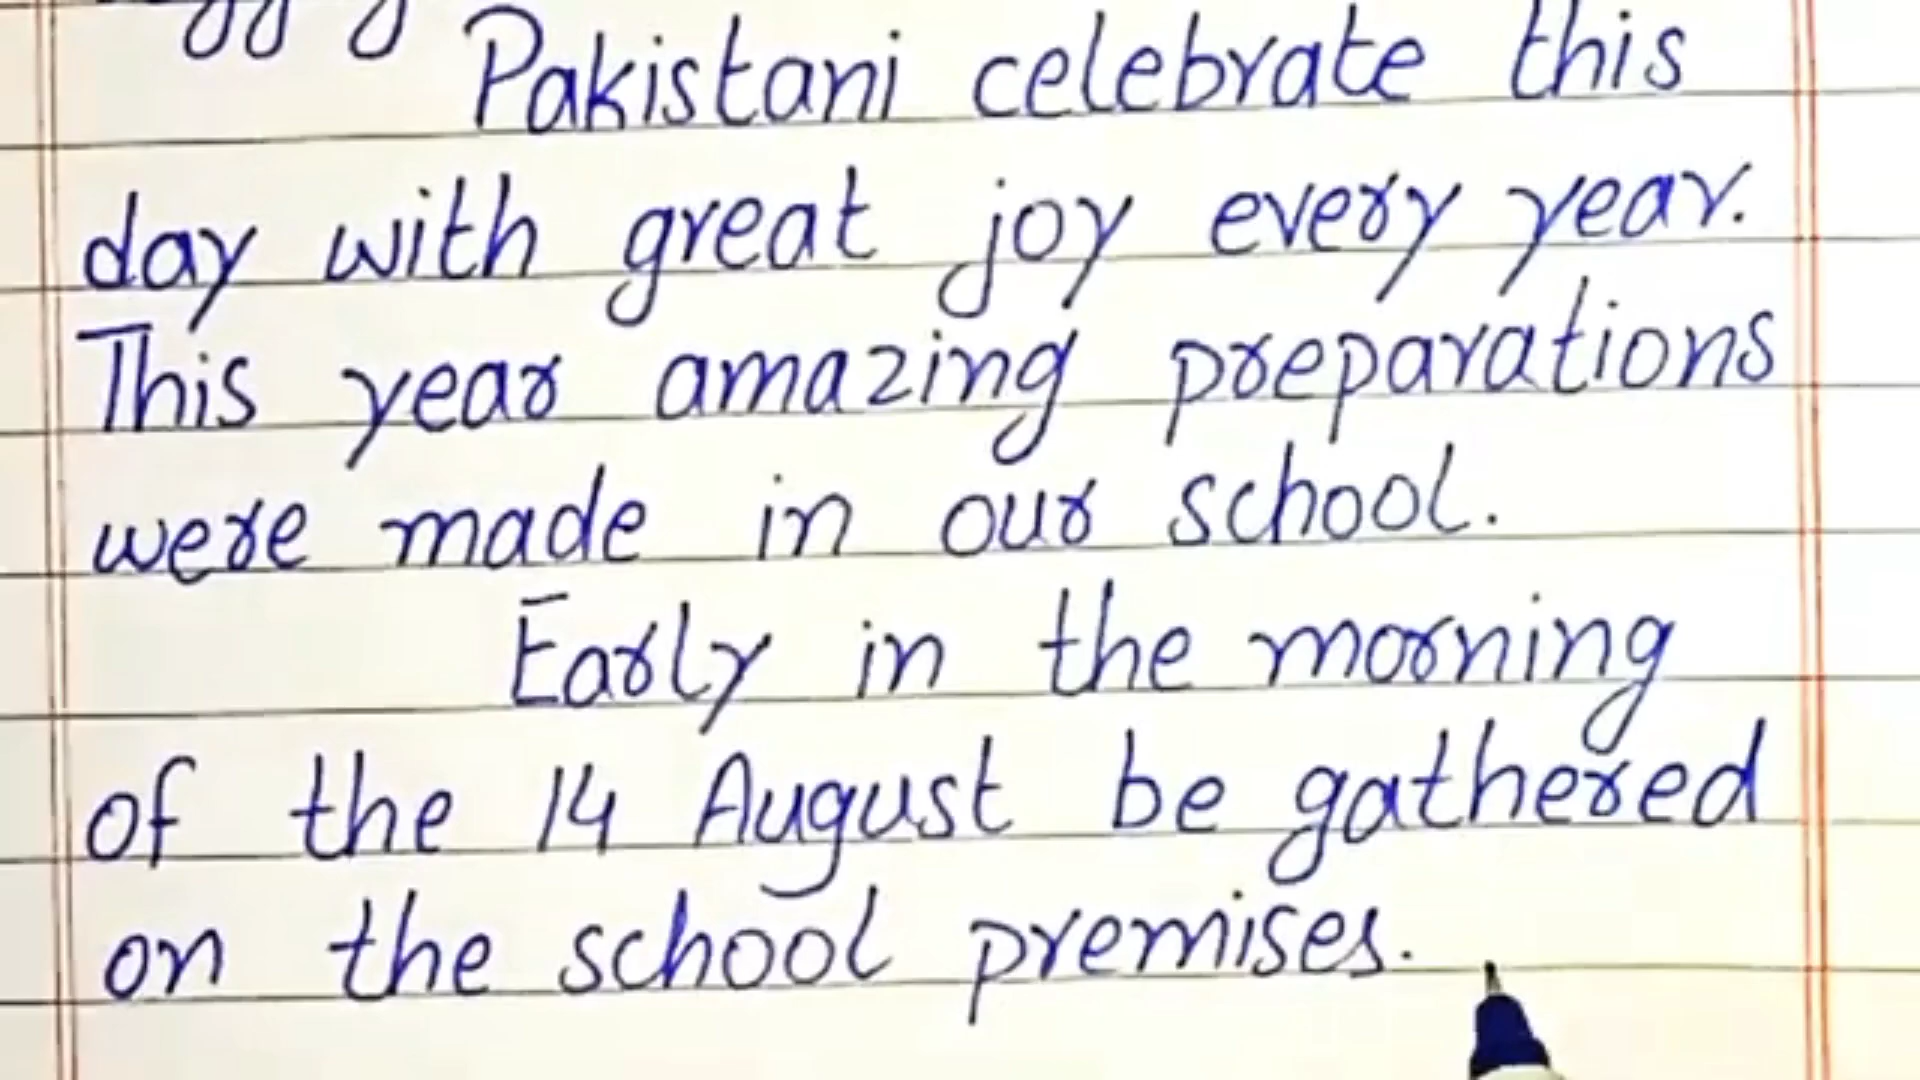 Pakistani celebrate this
day with great joy every year.
This year amazing preparations
were made in our school.
Early in the morning
of the 14 August be gathered
on the school premises.